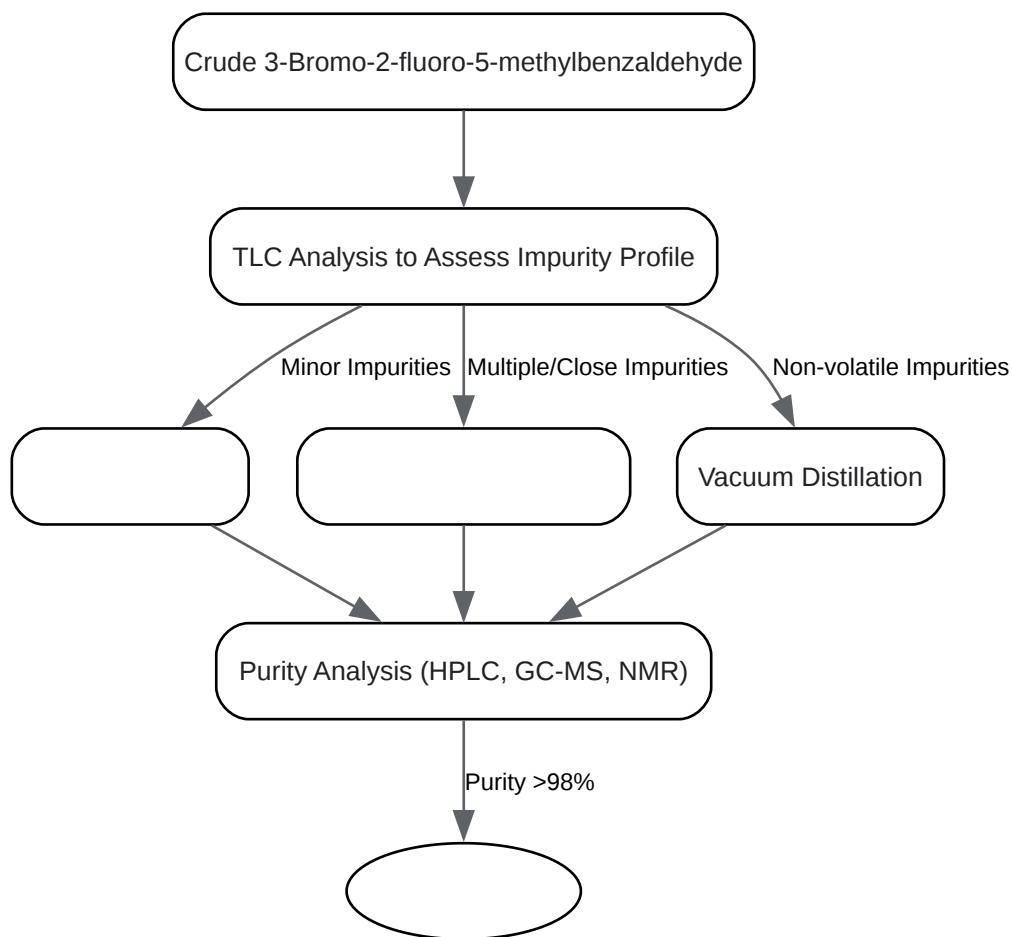 Crude 3-Bromo-2-fluoro-5-methylbenzaldehyde
TLC Analysis to Assess Impurity Profile
Minor Impurities
Multiple/Close Impurities
Non-volatile Impurities
Vacuum Distillation
Purity Analysis (HPLC, GC-MS, NMR)
Purity >98%